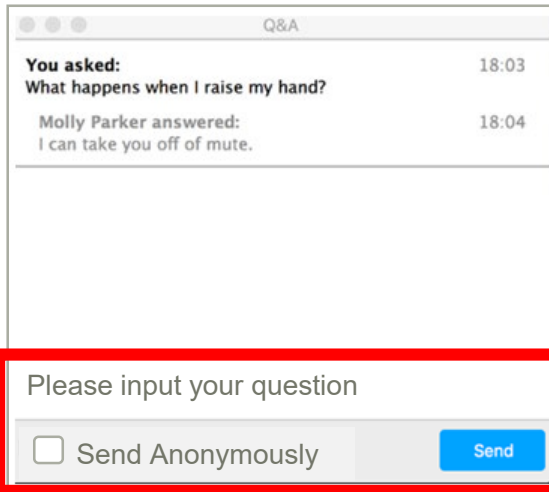 Q&A
You asked: 18:03
What happens when I raise my hand?
Molly Parker answered: 18:04
I can take you off of mute.
Please input your question
Send Anonymously Send